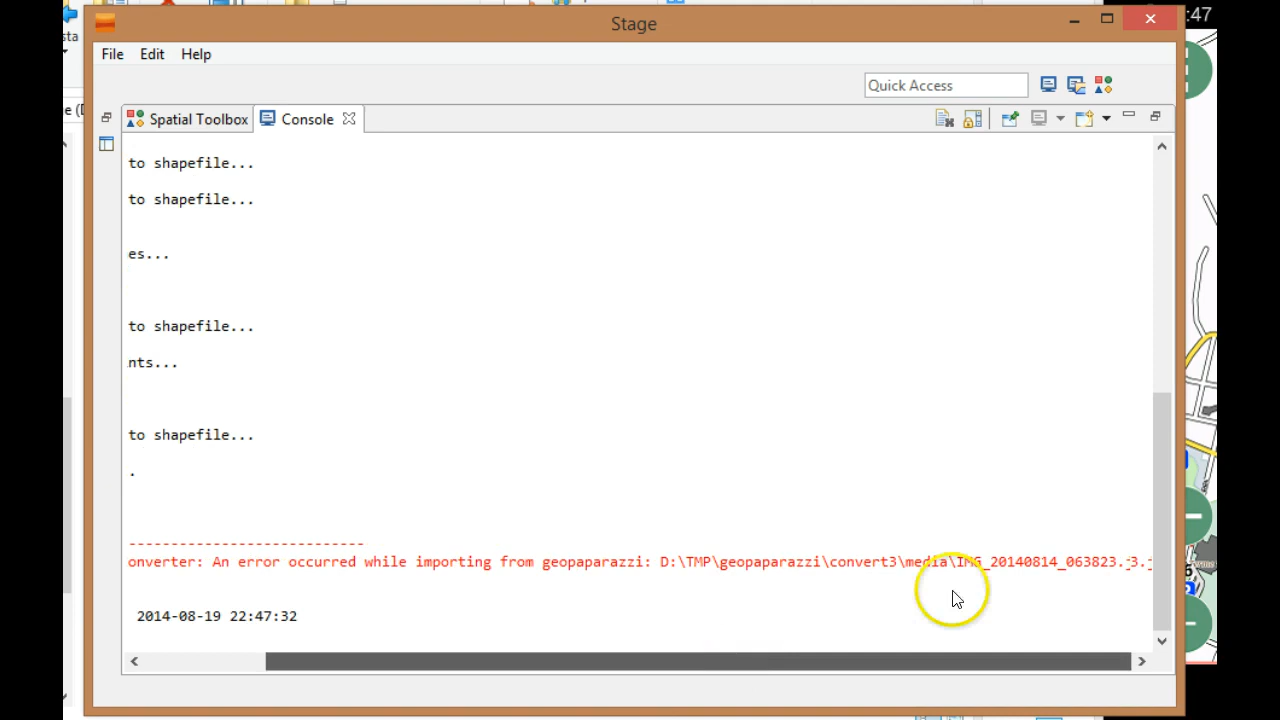 Stage
:47
sta
File Edit Help
Quick Access
e (D
Spatial Toolbox Console
to shapefile...
to shapefile...
es...
to shapefile...
nts...
to shapefile...
.
---------------------------
onverter: An error occurred while importing from geopaparazzi: D:\TMP\geopaparazzi\convert3\media\IMG_20140814_063823.
2014-08-19 22:47:32